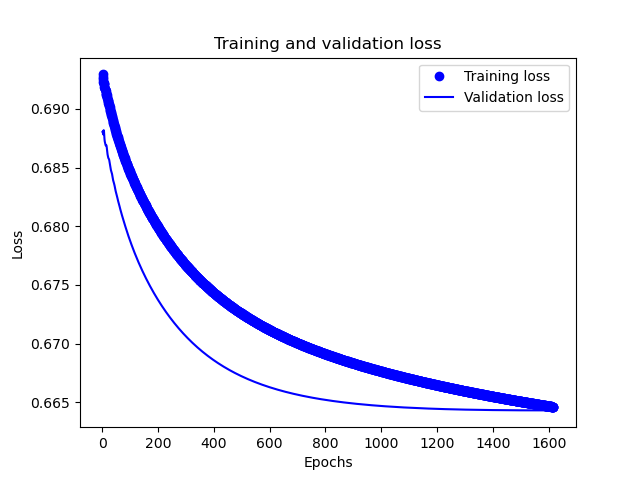 Training and validation loss
Training loss
Validation loss
0.690
0.685
0.680
0.675
0.670
0.665
Loss
0 200 400 600 800 1000 1200 1400 1600
Epochs